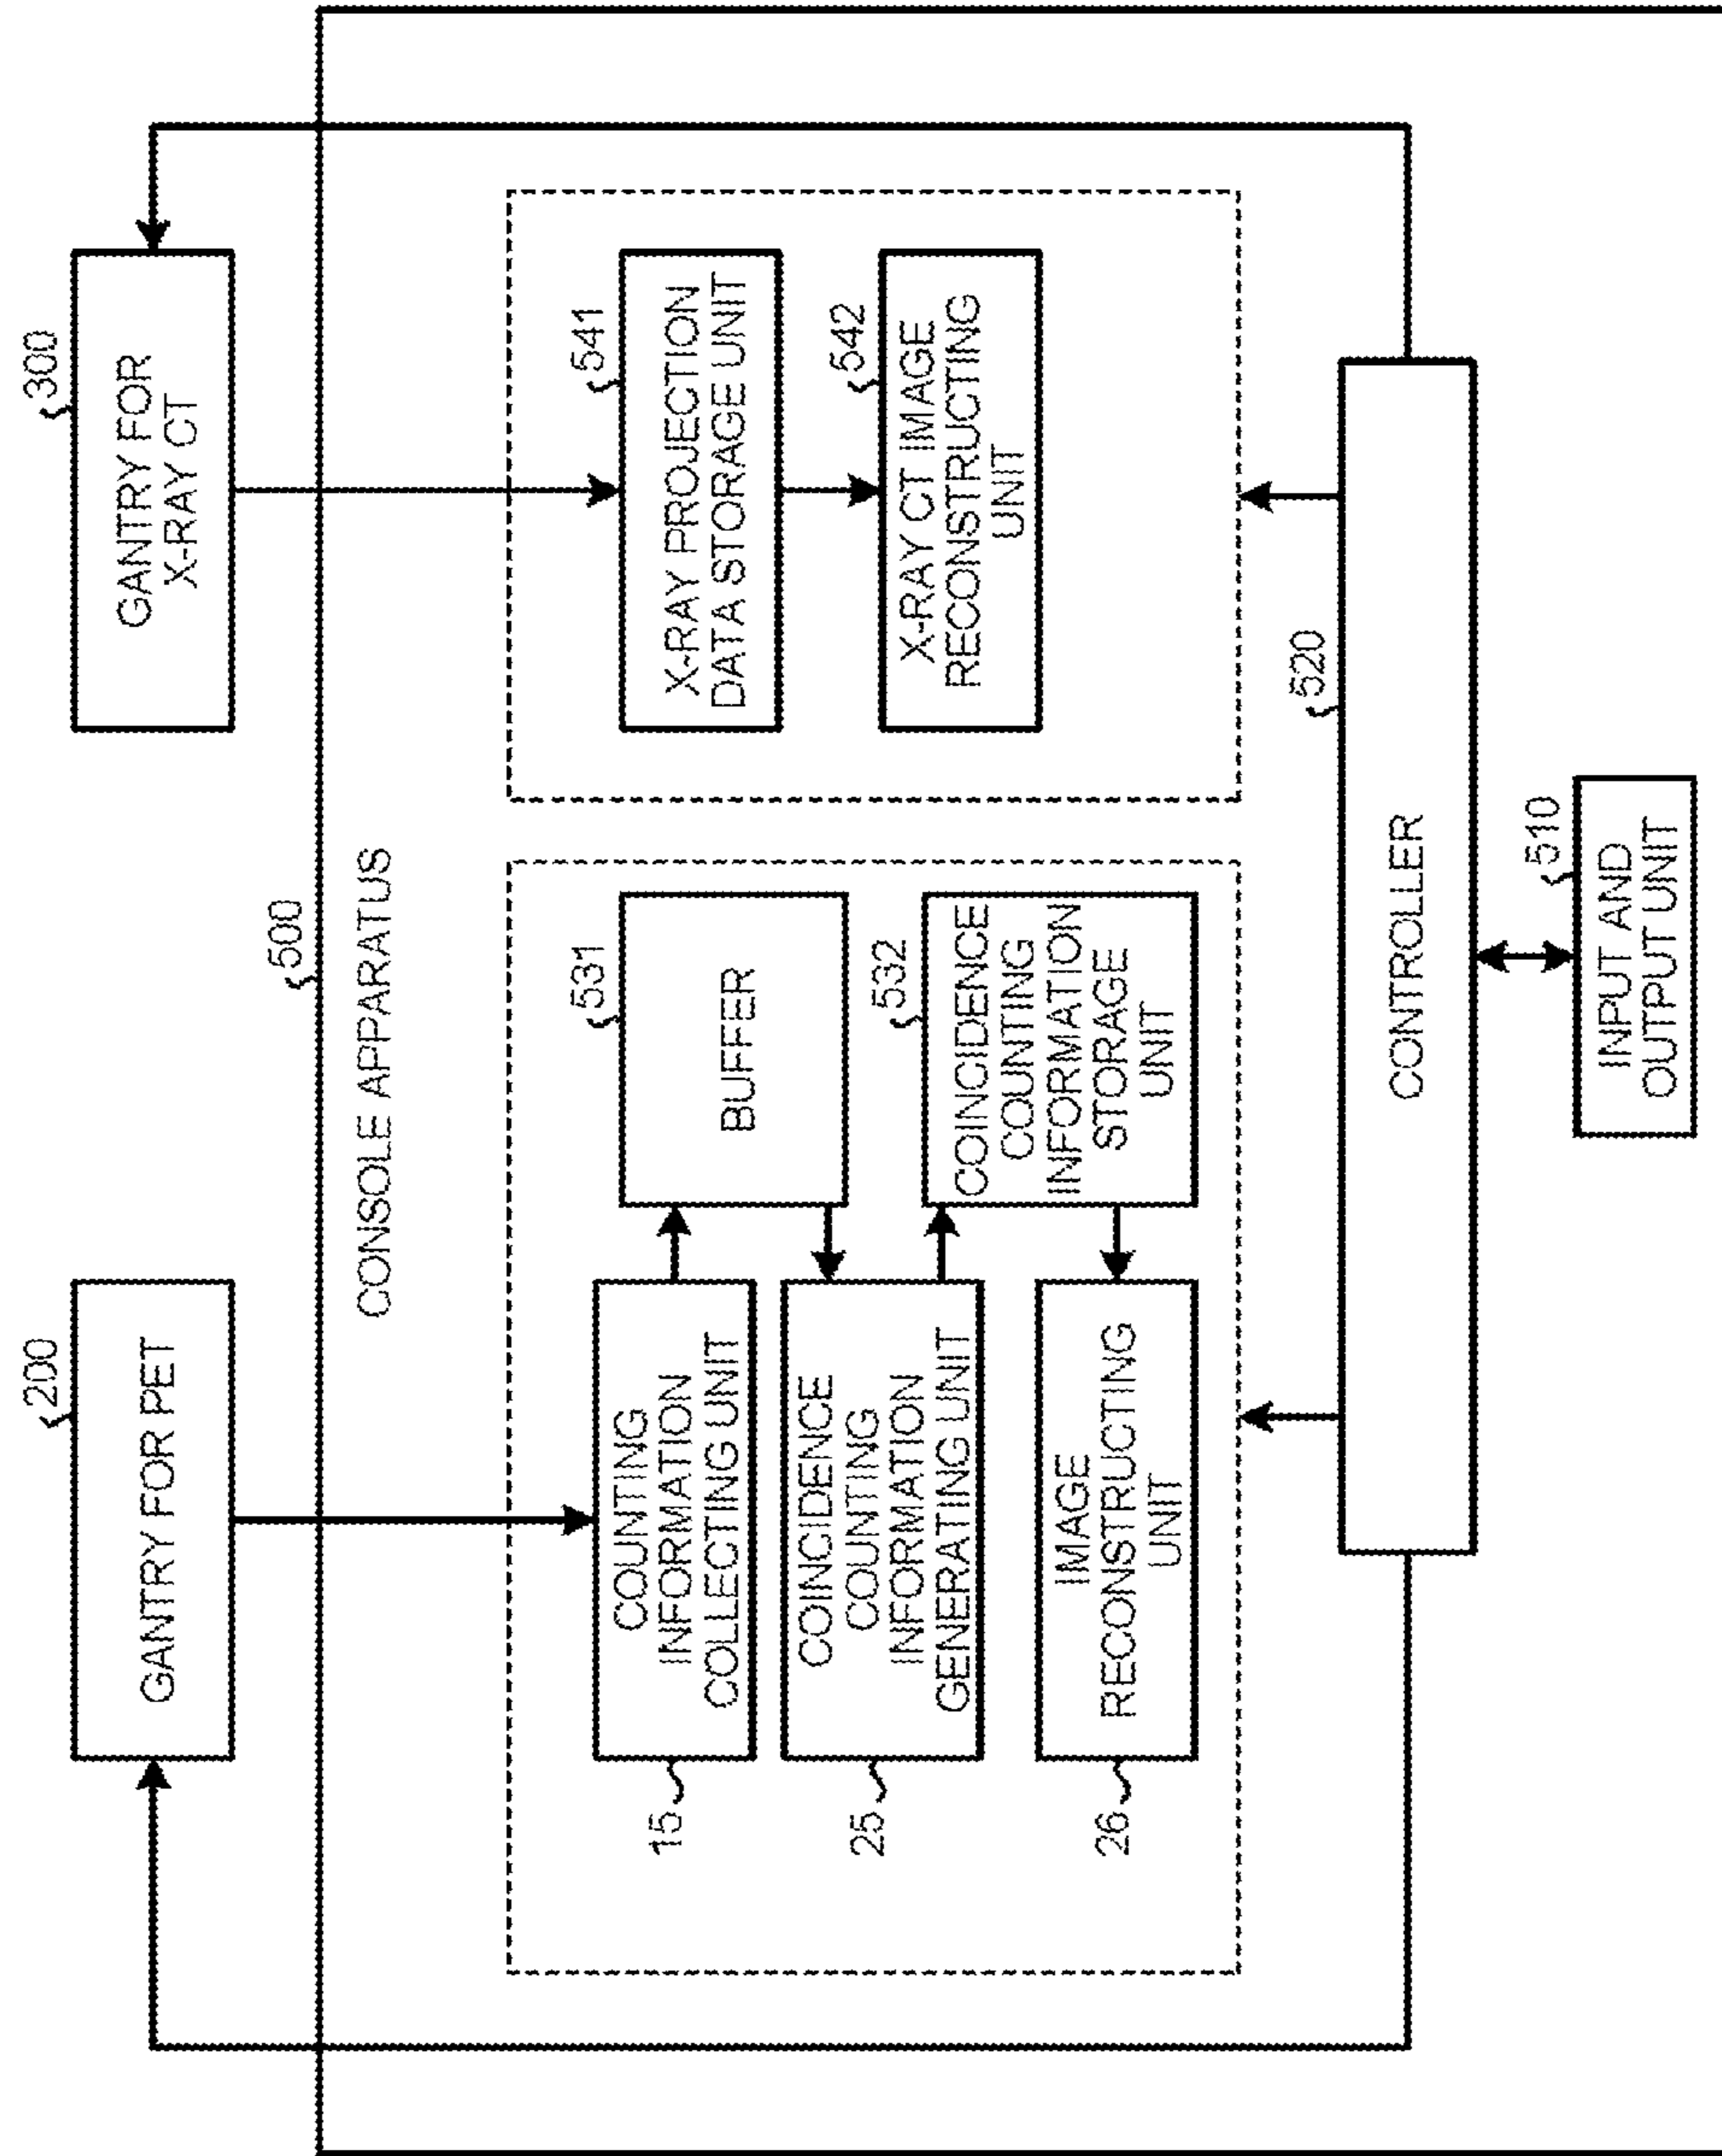 200
GANTRY FOR PET
300
GANTRY FOR
X-RAY CT
500
CONSOLE APPARATUS
15
COUNTING
INFORMATION
COLLECTING UNIT
531
BUFFER
25
COINCIDENCE
COUNTING
INFORMATION
GENERATING UNIT
532
COINCIDENCE
COUNTING
INFORMATION
STORAGE
UNIT
26
IMAGE
RECONSTRUCTING
UNIT
541
X-RAY PROJECTION
DATA STORAGE UNIT
542
X-RAY CT IMAGE
RECONSTRUCTING
UNIT
520
CONTROLLER
510
INPUT AND
OUTPUT UNIT